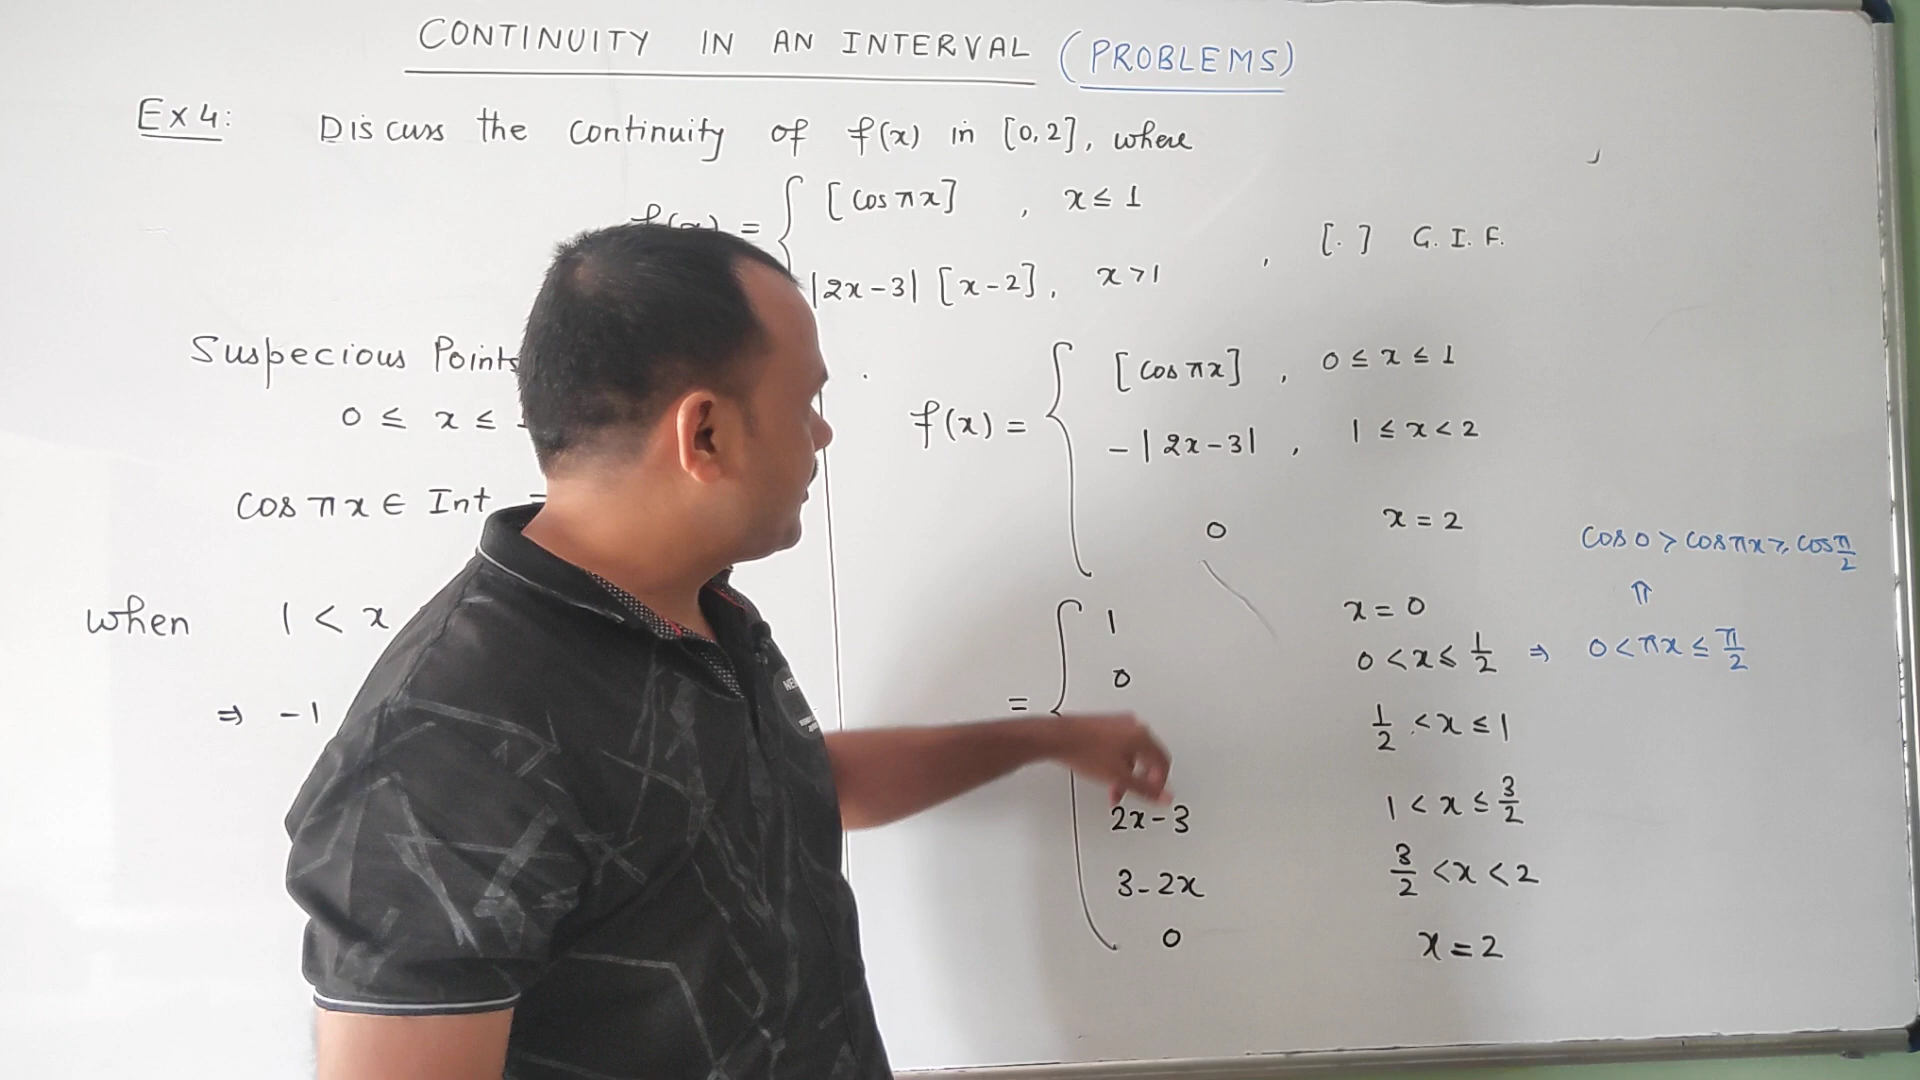 CONTINUITY IN AN INTERVAL (PROBLEMS)
Ex 4: Discuss the continuity of f(x) in [0, 2], where
f(x) = { [cos πx] , x ≤ 1
|2x-3| [x-2], x > 1 , [.] G.I.F.
Suspecious Points
0 ≤ x ≤
cos πx ∈ Int =
when 1 < x
⇒ -1
f(x) = { [cos πx] , 0 ≤ x ≤ 1
-|2x-3| , 1 ≤ x < 2
0 x = 2
= { 1 x = 0
0 0 < x ≤ 1/2 ⇒ 0 < πx ≤ π/2
⇑
cos 0 > cos πx ≥ cos π/2
1/2 < x ≤ 1
2x-3 1 < x ≤ 3/2
3-2x 3/2 < x < 2
0 x = 2